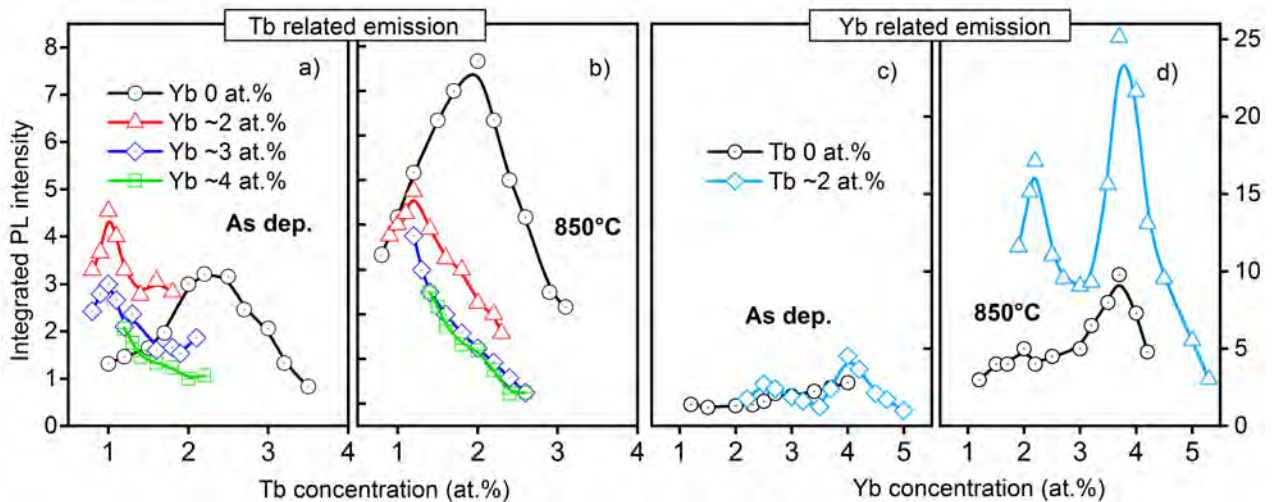 Tb related emission
Yb related emission
a)
b)
c)
d)
8
7
6
5
4
3
2
1
0
Integrated PL intensity
Yb 0 at.%
Yb ~2 at.%
Yb ~3 at.%
Yb ~4 at.%
As dep.
850°C
Tb 0 at.%
Tb ~2 at.%
As dep.
850°C
25
20
15
10
5
0
1 2 3 4 1 2 3 4 1 2 3 4 5 1 2 3 4 5
Tb concentration (at.%)
Yb concentration (at.%)